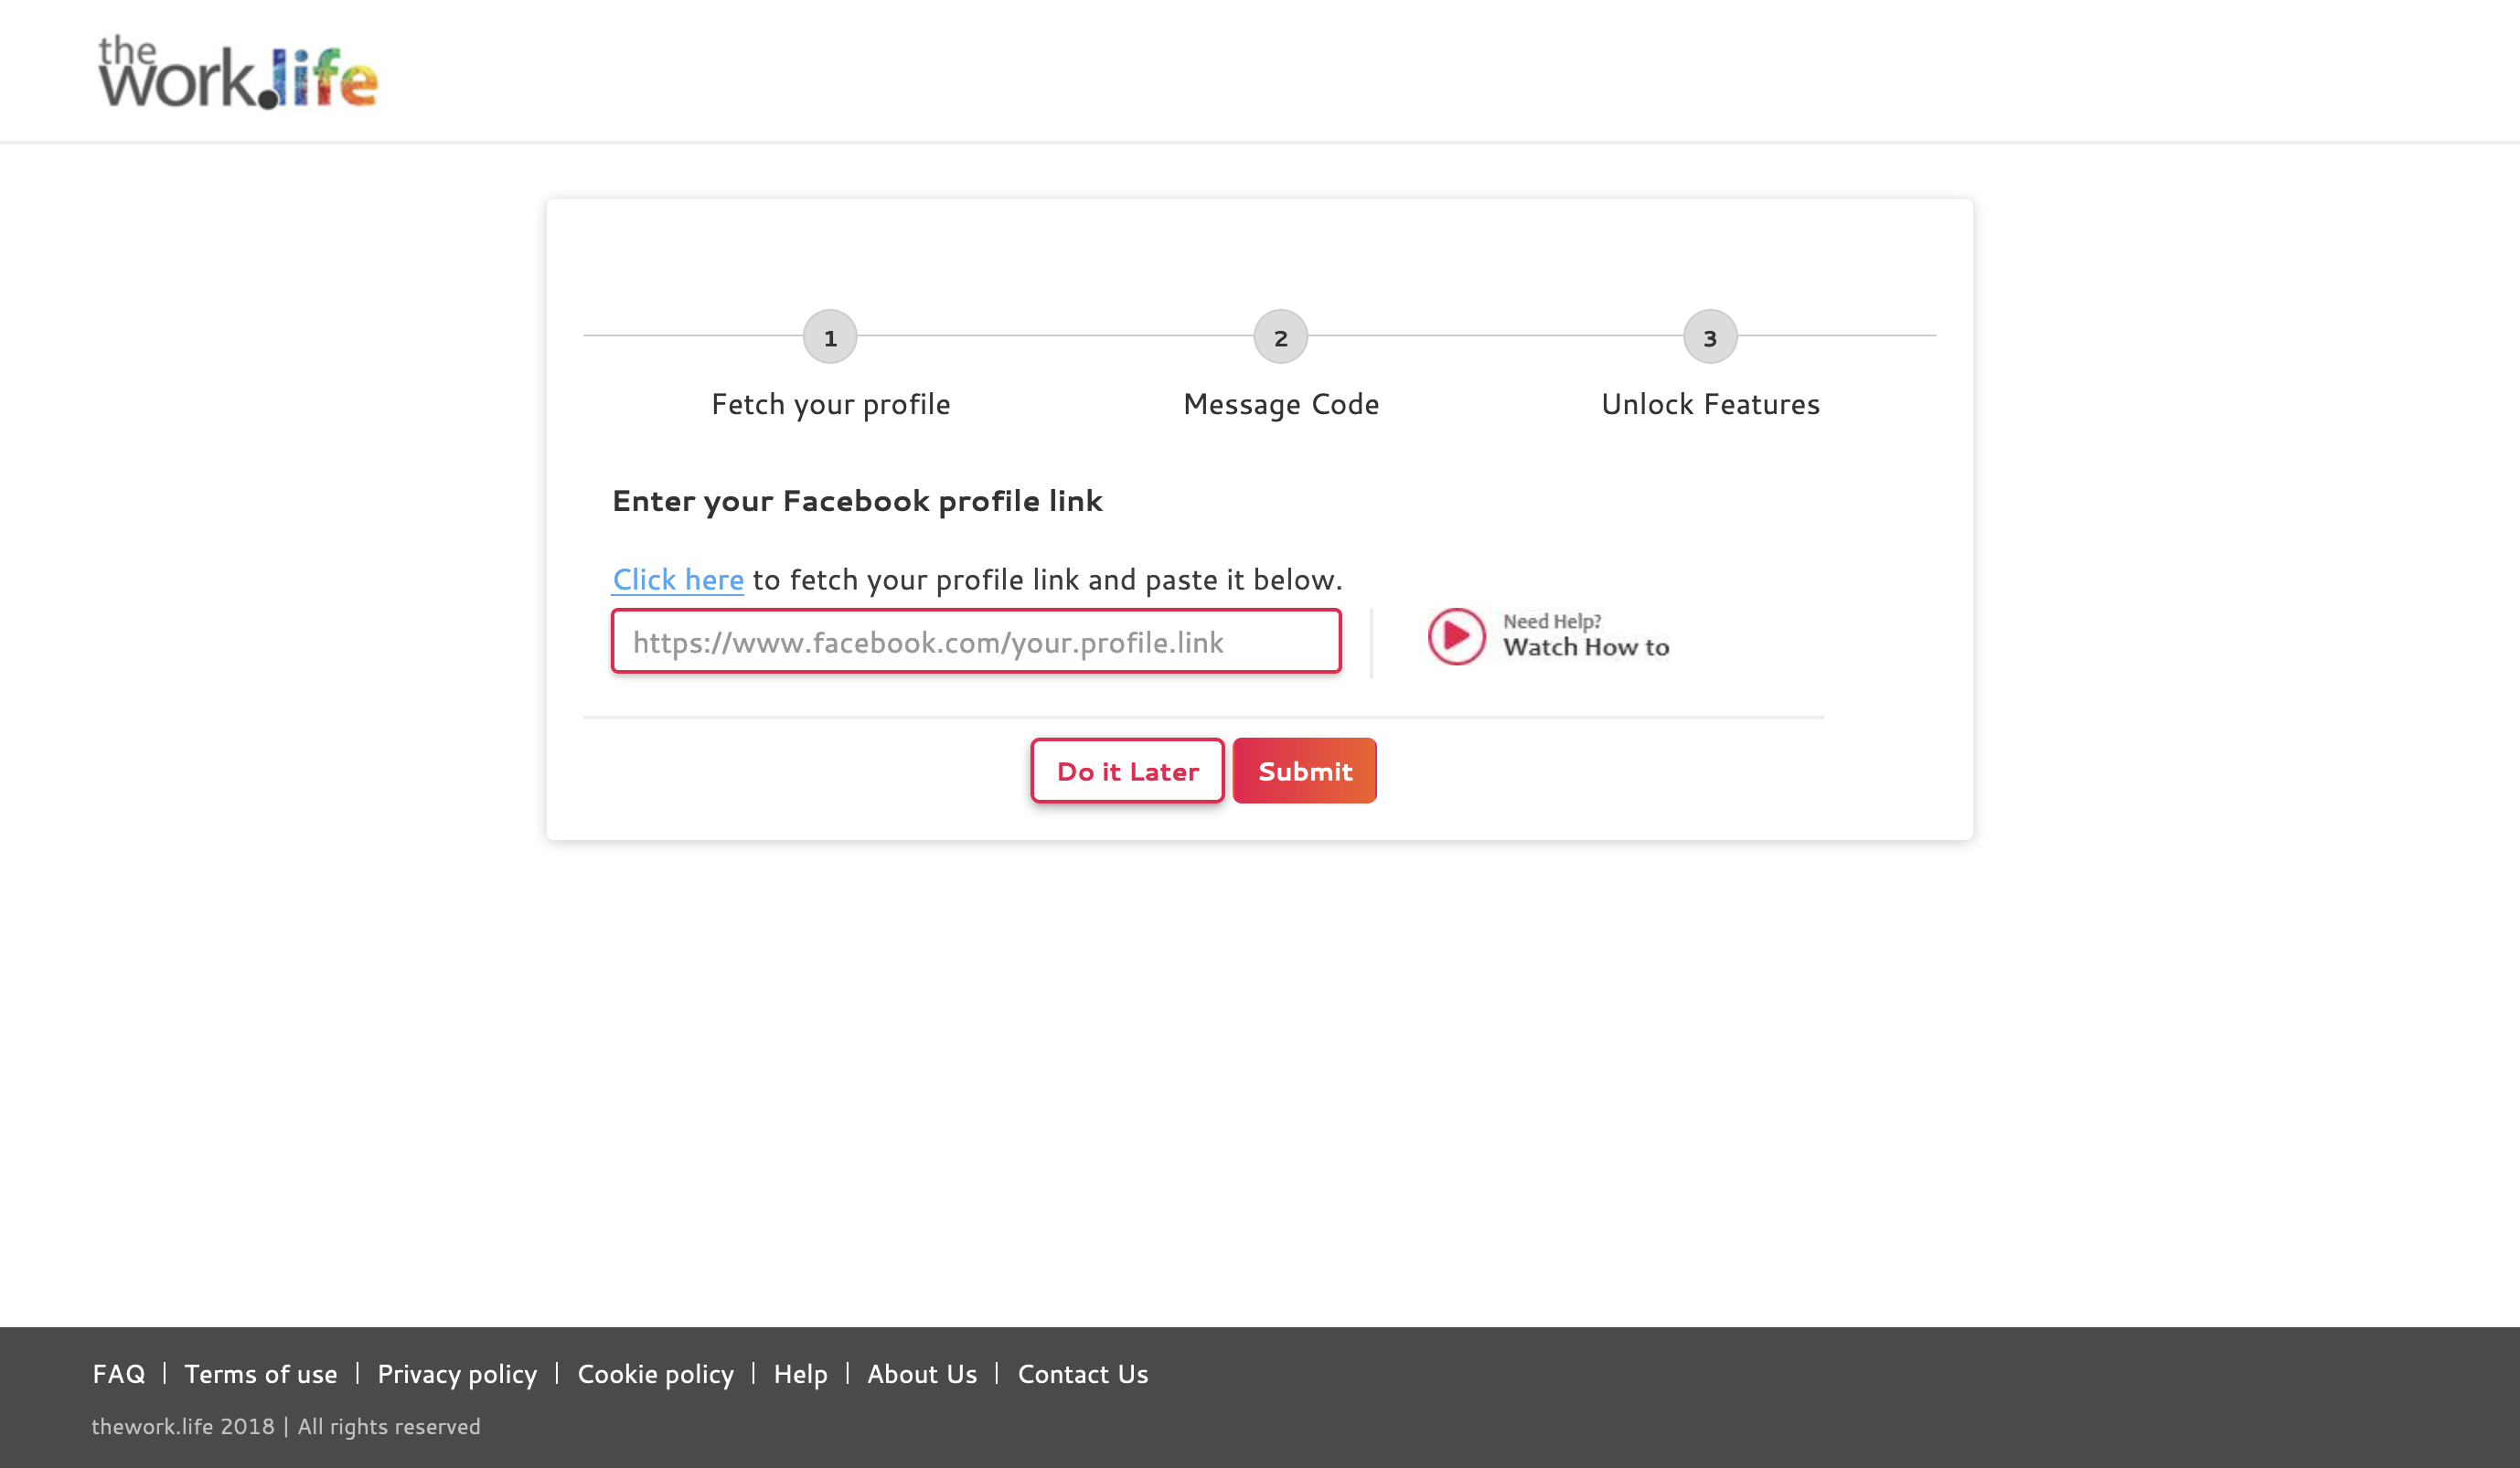 the
work.life
1 2 3
Fetch your profile Message Code Unlock Features
Enter your Facebook profile link
Click here to fetch your profile link and paste it below.
https://www.facebook.com/your.profile.link
Need Help?
Watch How to
Do it Later Submit
FAQ | Terms of use | Privacy policy | Cookie policy | Help | About Us | Contact Us
thework.life 2018 | All rights reserved